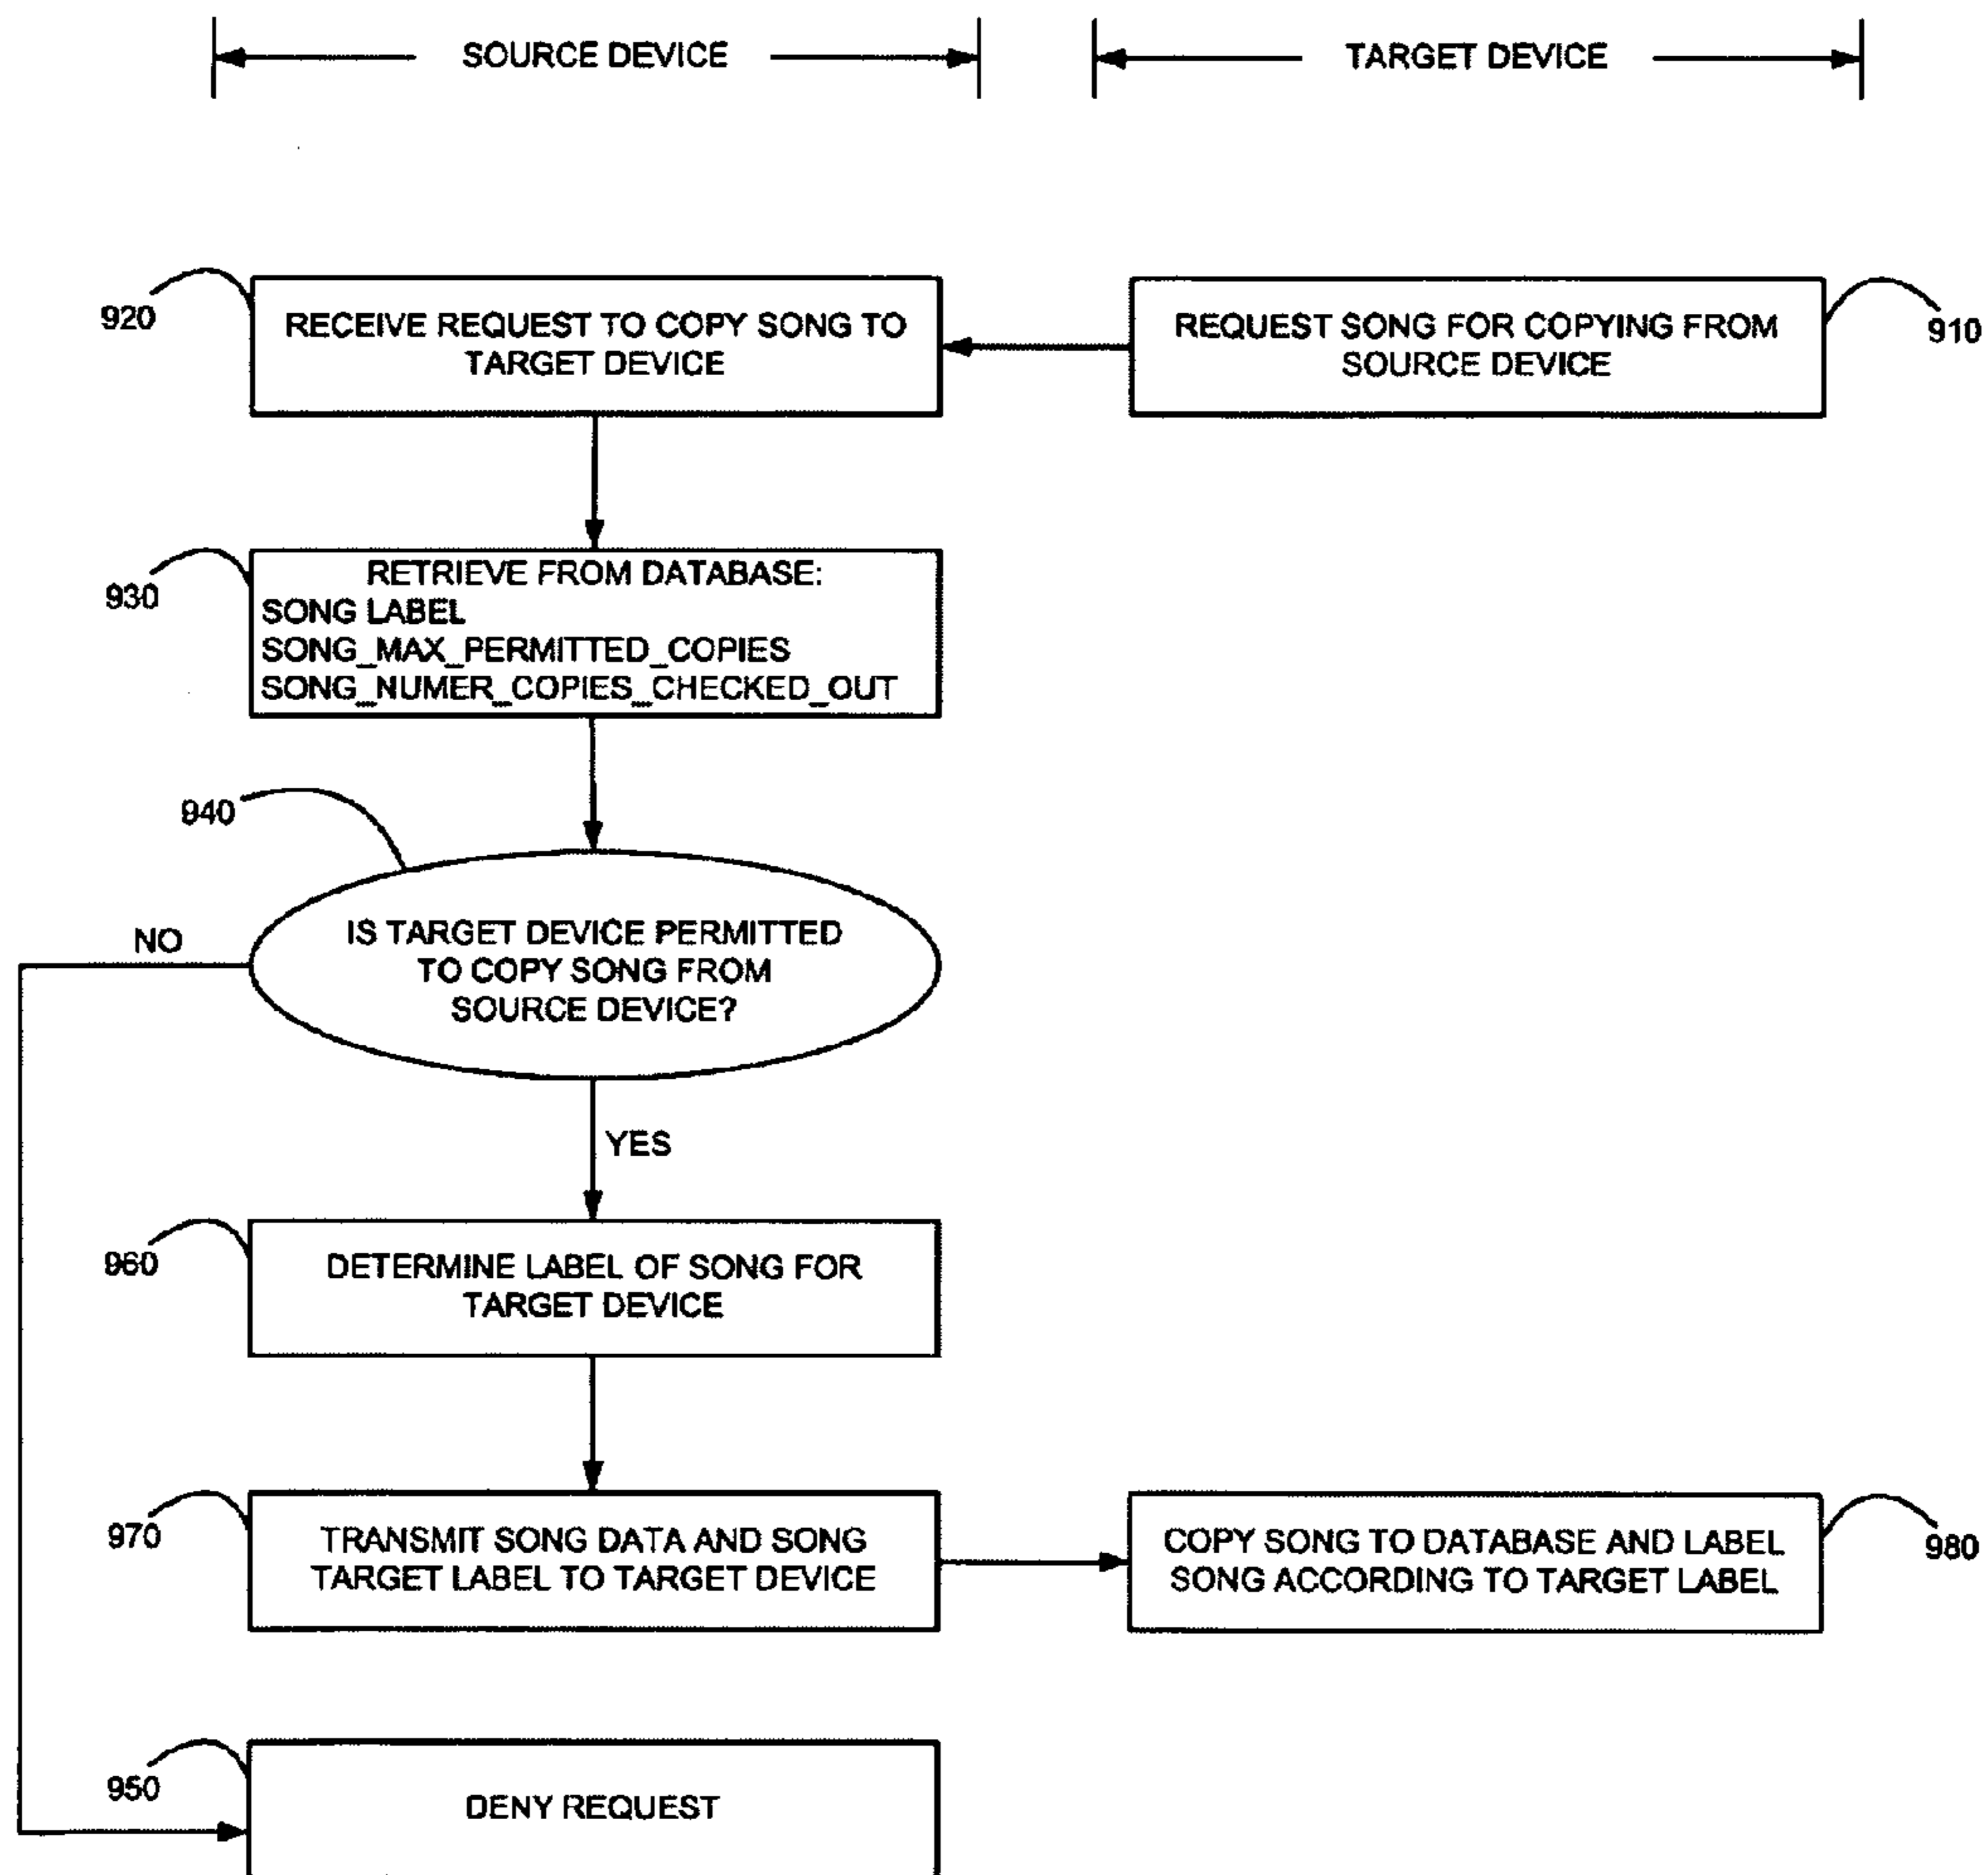 SOURCE DEVICE
TARGET DEVICE
920
RECEIVE REQUEST TO COPY SONG TO
TARGET DEVICE
REQUEST SONG FOR COPYING FROM
SOURCE DEVICE
910
930
RETRIEVE FROM DATABASE:
SONG LABEL
SONG_MAX_PERMITTED_COPIES
SONG_NUMER_COPIES_CHECKED_OUT
940
IS TARGET DEVICE PERMITTED
TO COPY SONG FROM
SOURCE DEVICE?
NO
YES
960
DETERMINE LABEL OF SONG FOR
TARGET DEVICE
970
TRANSMIT SONG DATA AND SONG
TARGET LABEL TO TARGET DEVICE
COPY SONG TO DATABASE AND LABEL
SONG ACCORDING TO TARGET LABEL
980
950
DENY REQUEST